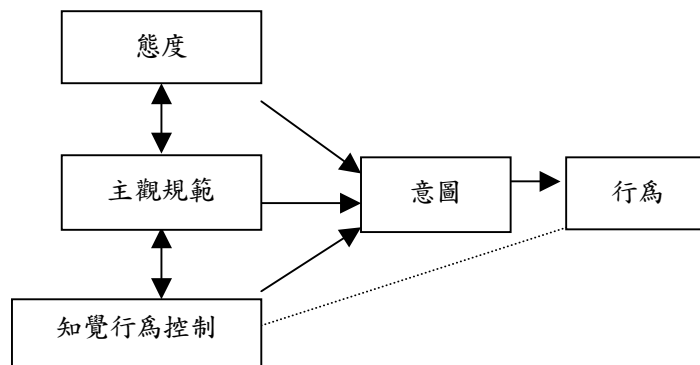 態度
主觀規範
意圖
行為
知覺行為控制